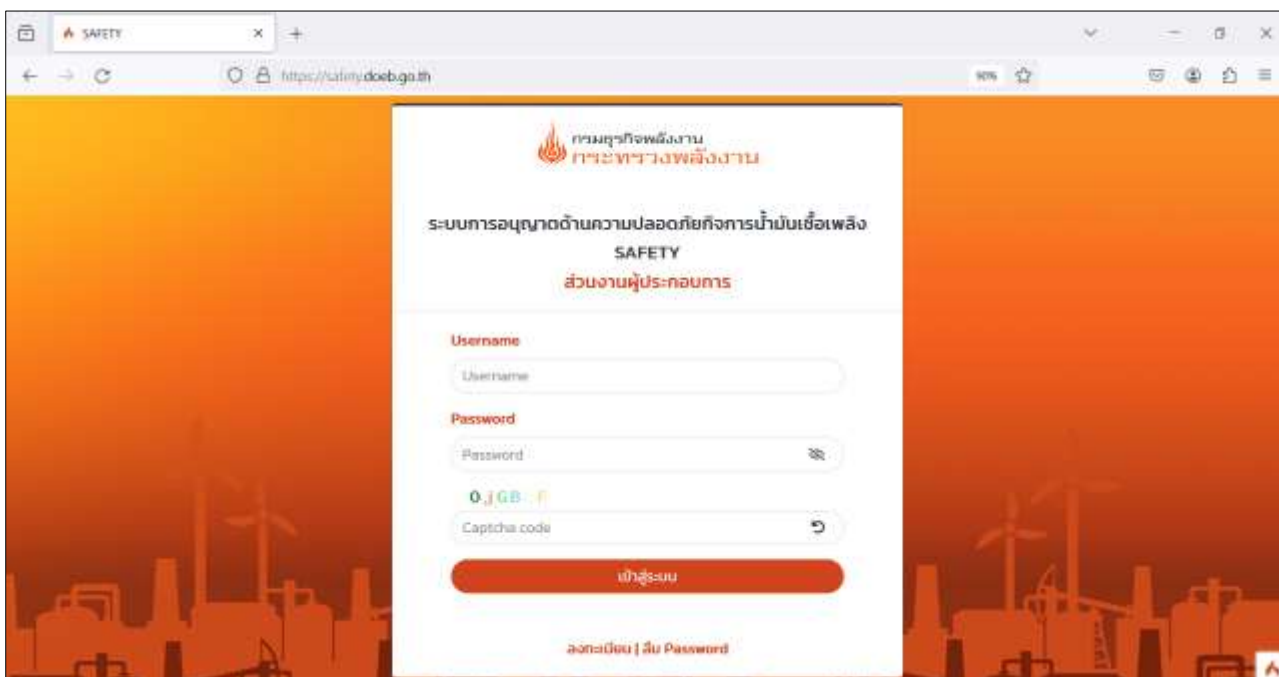 SAFETY
https://safety.doeb.go.th
90%
กรมธุรกิจพลังงาน
กระทรวงพลังงาน
ระบบการอนุญาตด้านความปลอดภัยกิจการน้ำมันเชื้อเพลิง
SAFETY
ส่วนงานผู้ประกอบการ
Username
Username
Password
Password
Captcha code
เข้าสู่ระบบ
ลงทะเบียน | ลืม Password